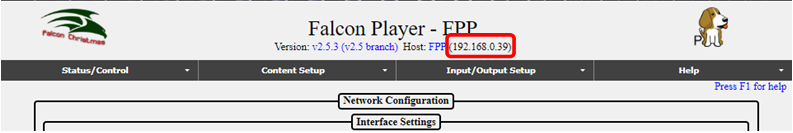 Falcon Christmas
Falcon Player - FPP
Version: v2.5.3 (v2.5 branch) Host: FPP (192.168.0.39)
Status/Control Content Setup Input/Output Setup Help
Press F1 for help
Network Configuration
Interface Settings